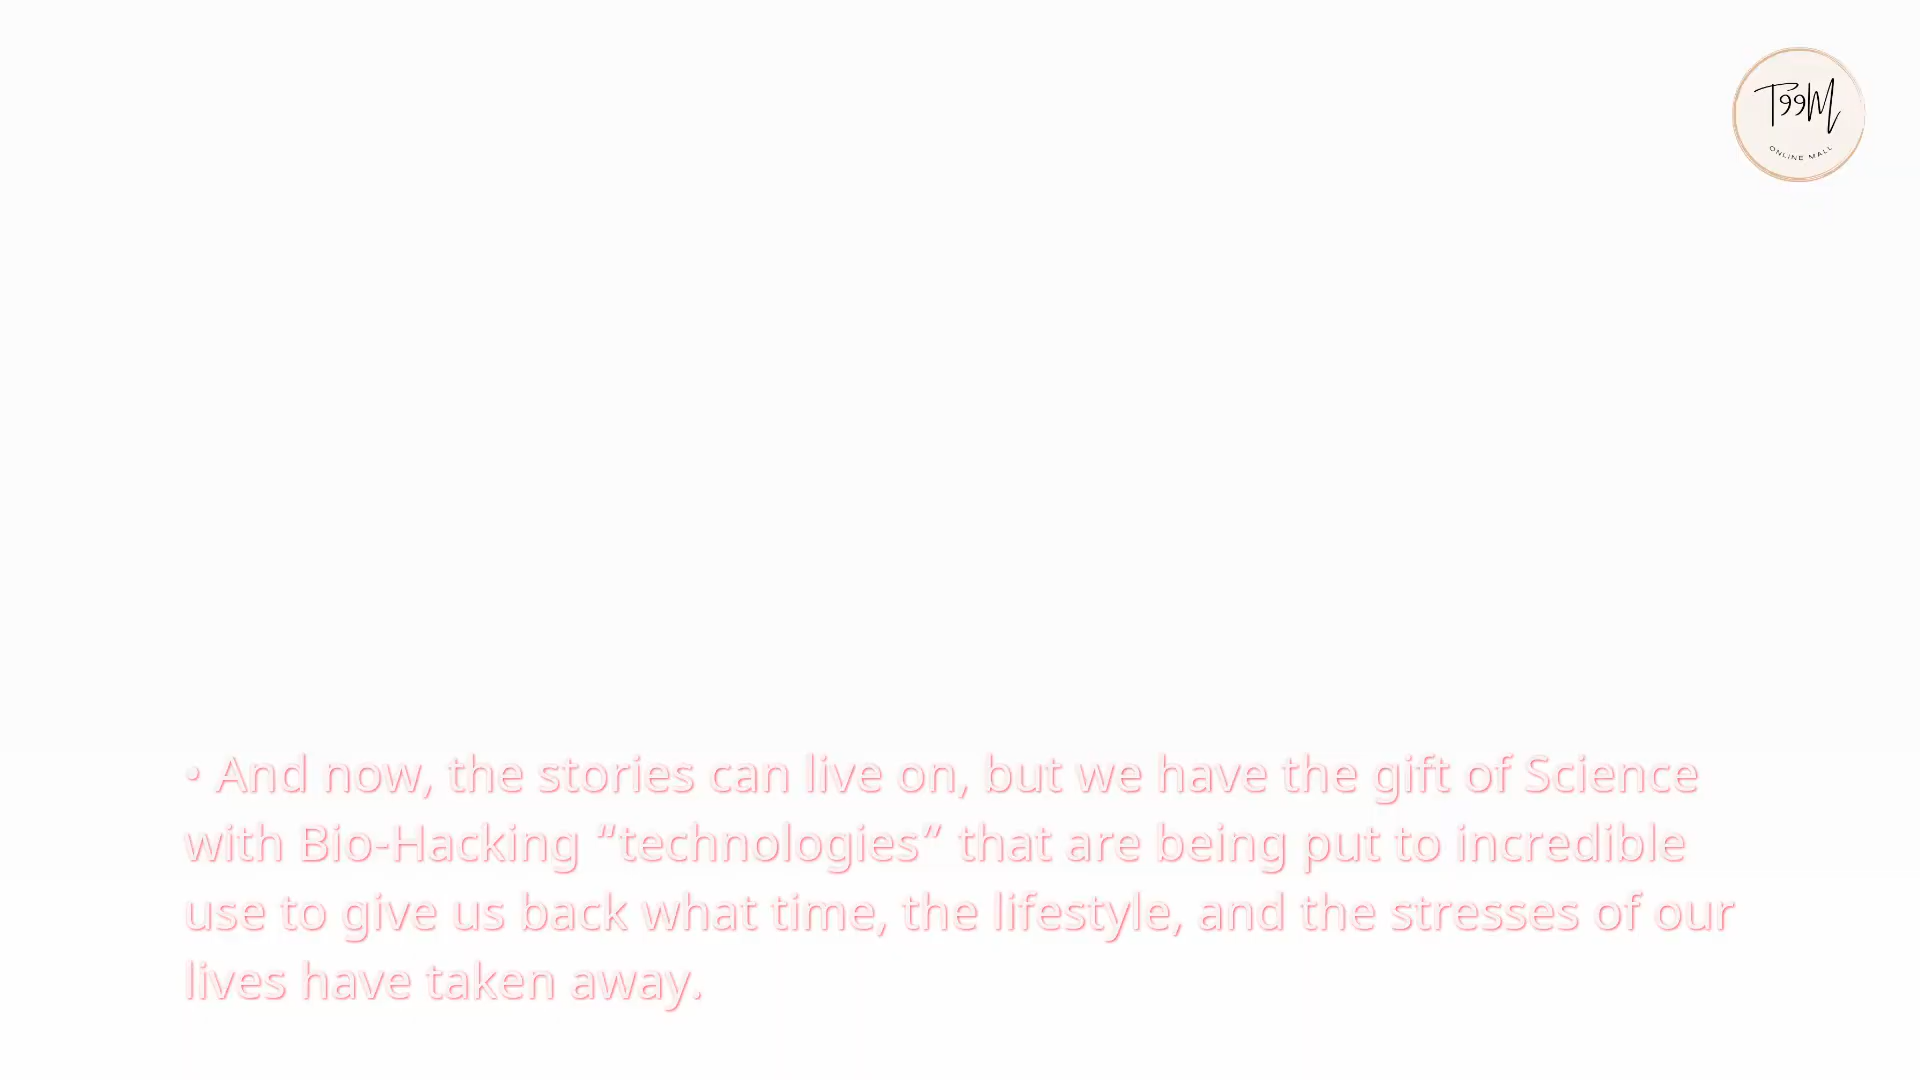 T99M
ONLINE MALL
• And now, the stories can live on, but we have the gift of Science
with Bio-Hacking “technologies” that are being put to incredible
use to give us back what time, the lifestyle, and the stresses of our
lives have taken away.